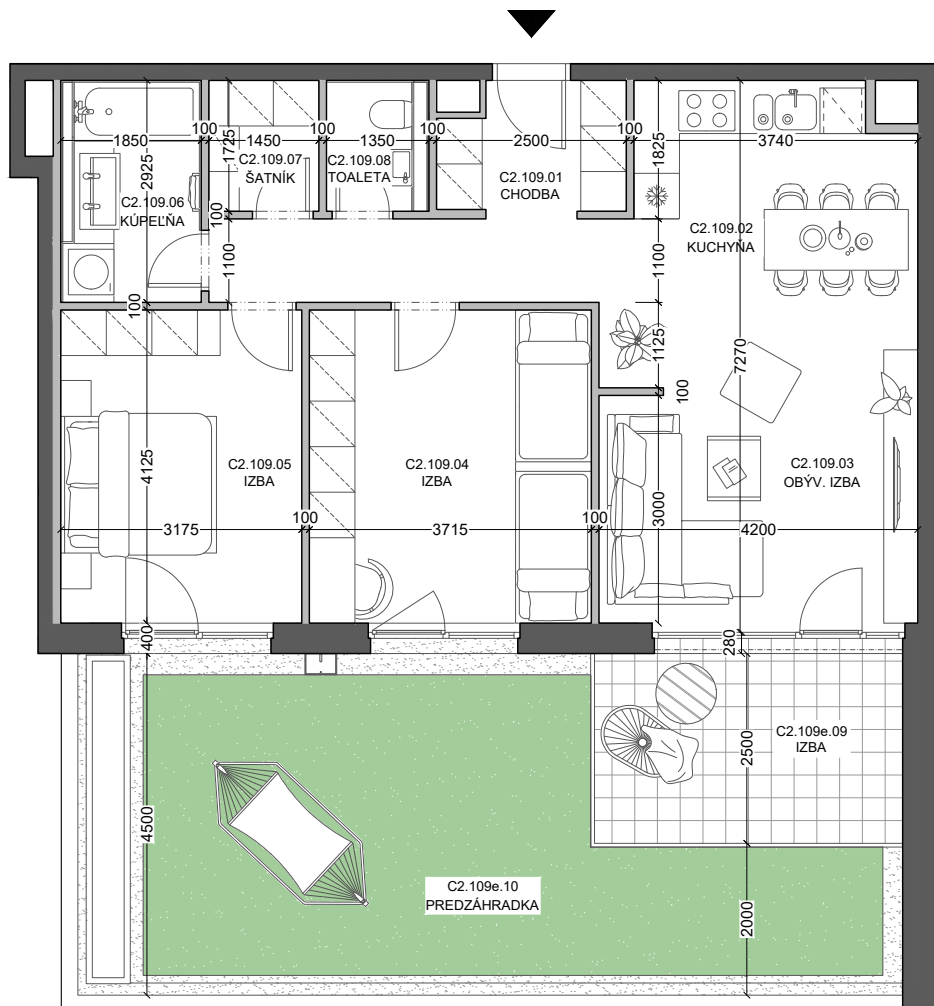 1850
100
1450
100
1350
100
2500
100
3740
2925
1725
1825
C2.109.07
ŠATNÍK
C2.109.08
TOALETA
C2.109.01
CHODBA
C2.109.06
KÚPEĽŇA
100
C2.109.02
KUCHYŇA
1100
1100
100
1125
7270
100
C2.109.05
IZBA
C2.109.04
IZBA
C2.109.03
OBÝV. IZBA
4125
3000
3175
100
3715
100
4200
400
280
C2.109e.09
IZBA
2500
4500
C2.109e.10
PREDZÁHRADKA
2000